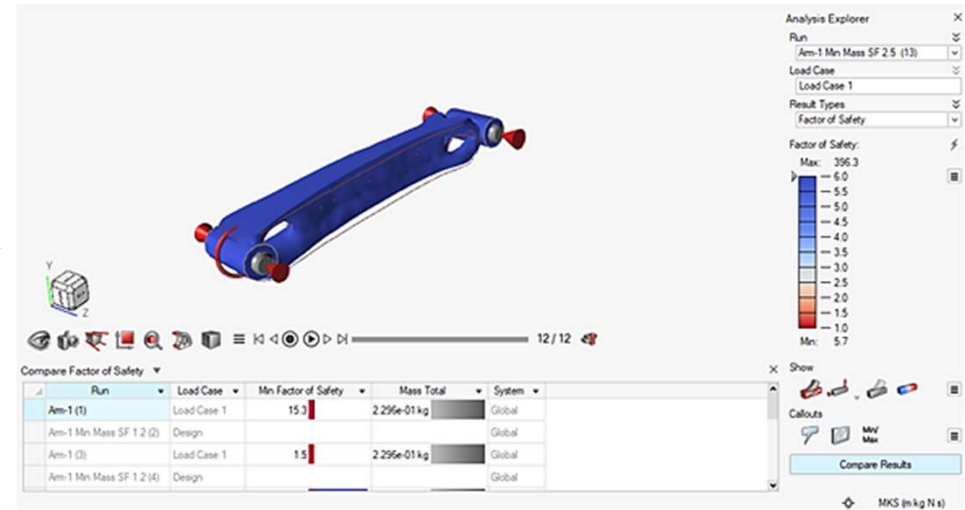 Analysis Explorer
Run
Arm-1 Min Mass SF 2.5 (13)
Load Case
Load Case 1
Result Types
Factor of Safety
Factor of Safety:
Max: 396.3
6.0
5.5
5.0
4.5
4.0
3.5
3.0
2.5
2.0
1.5
1.0
Min: 5.7
Y
Z
12/12
Compare Factor of Safety
Run Load Case Min Factor of Safety Mass Total System
Arm-1 (1) Load Case 1 15.3 2.296e-01 kg Global
Arm-1 Min Mass SF 1.2 (2) Design Global
Arm-1 (3) Load Case 1 1.5 2.296e-01 kg Global
Arm-1 Min Mass SF 1.2 (4) Design Global
Show
Callouts
Min/
Max
Compare Results
MKS (m kg N s)